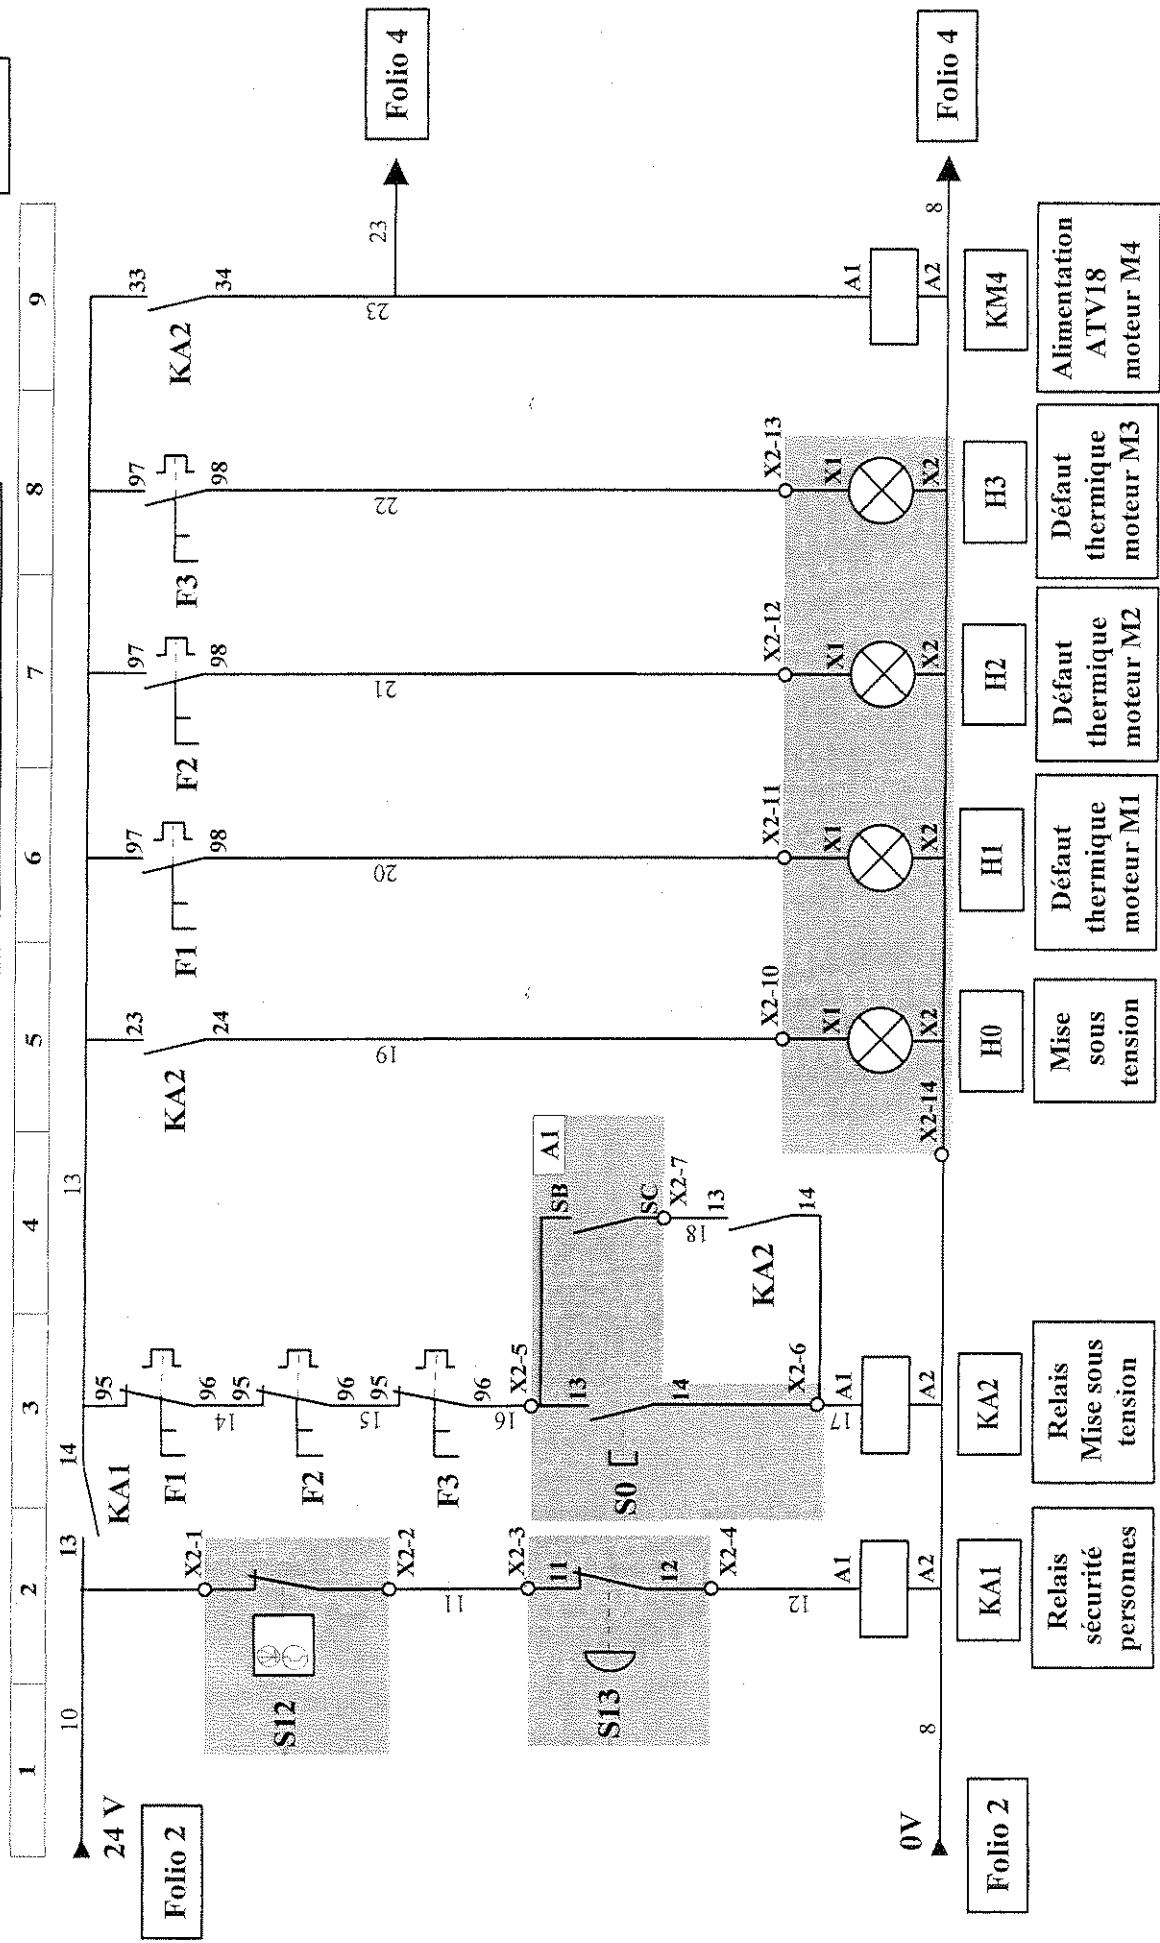 1 2 3 4 5 6 7 8 9
24 V
Folio 2
10
13 14
KA1
13
X2-1
S12
X2-2
11
X2-3
S13
11
12
X2-4
12
A1
A2
95
F1
96
14
95
F2
96
15
95
F3
96
16
X2-5
13
S0
14
X2-6
17
A1
A2
A1
SB
SC
X2-7
18
13
KA2
14
23
KA2
24
19
X2-10
X1
X2
X2-14
97
F1
98
20
X2-11
X1
X2
97
F2
98
21
X2-12
X1
X2
97
F3
98
22
X2-13
X1
X2
33
KA2
34
23
23
Folio 4
A1
A2
0V
Folio 2
8
8
Folio 4
KA1
Relais
sécurité
personnes
KA2
Relais
Mise sous
tension
H0
Mise
sous
tension
H1
Défaut
thermique
moteur M1
H2
Défaut
thermique
moteur M2
H3
Défaut
thermique
moteur M3
KM4
Alimentation
ATV18
moteur M4